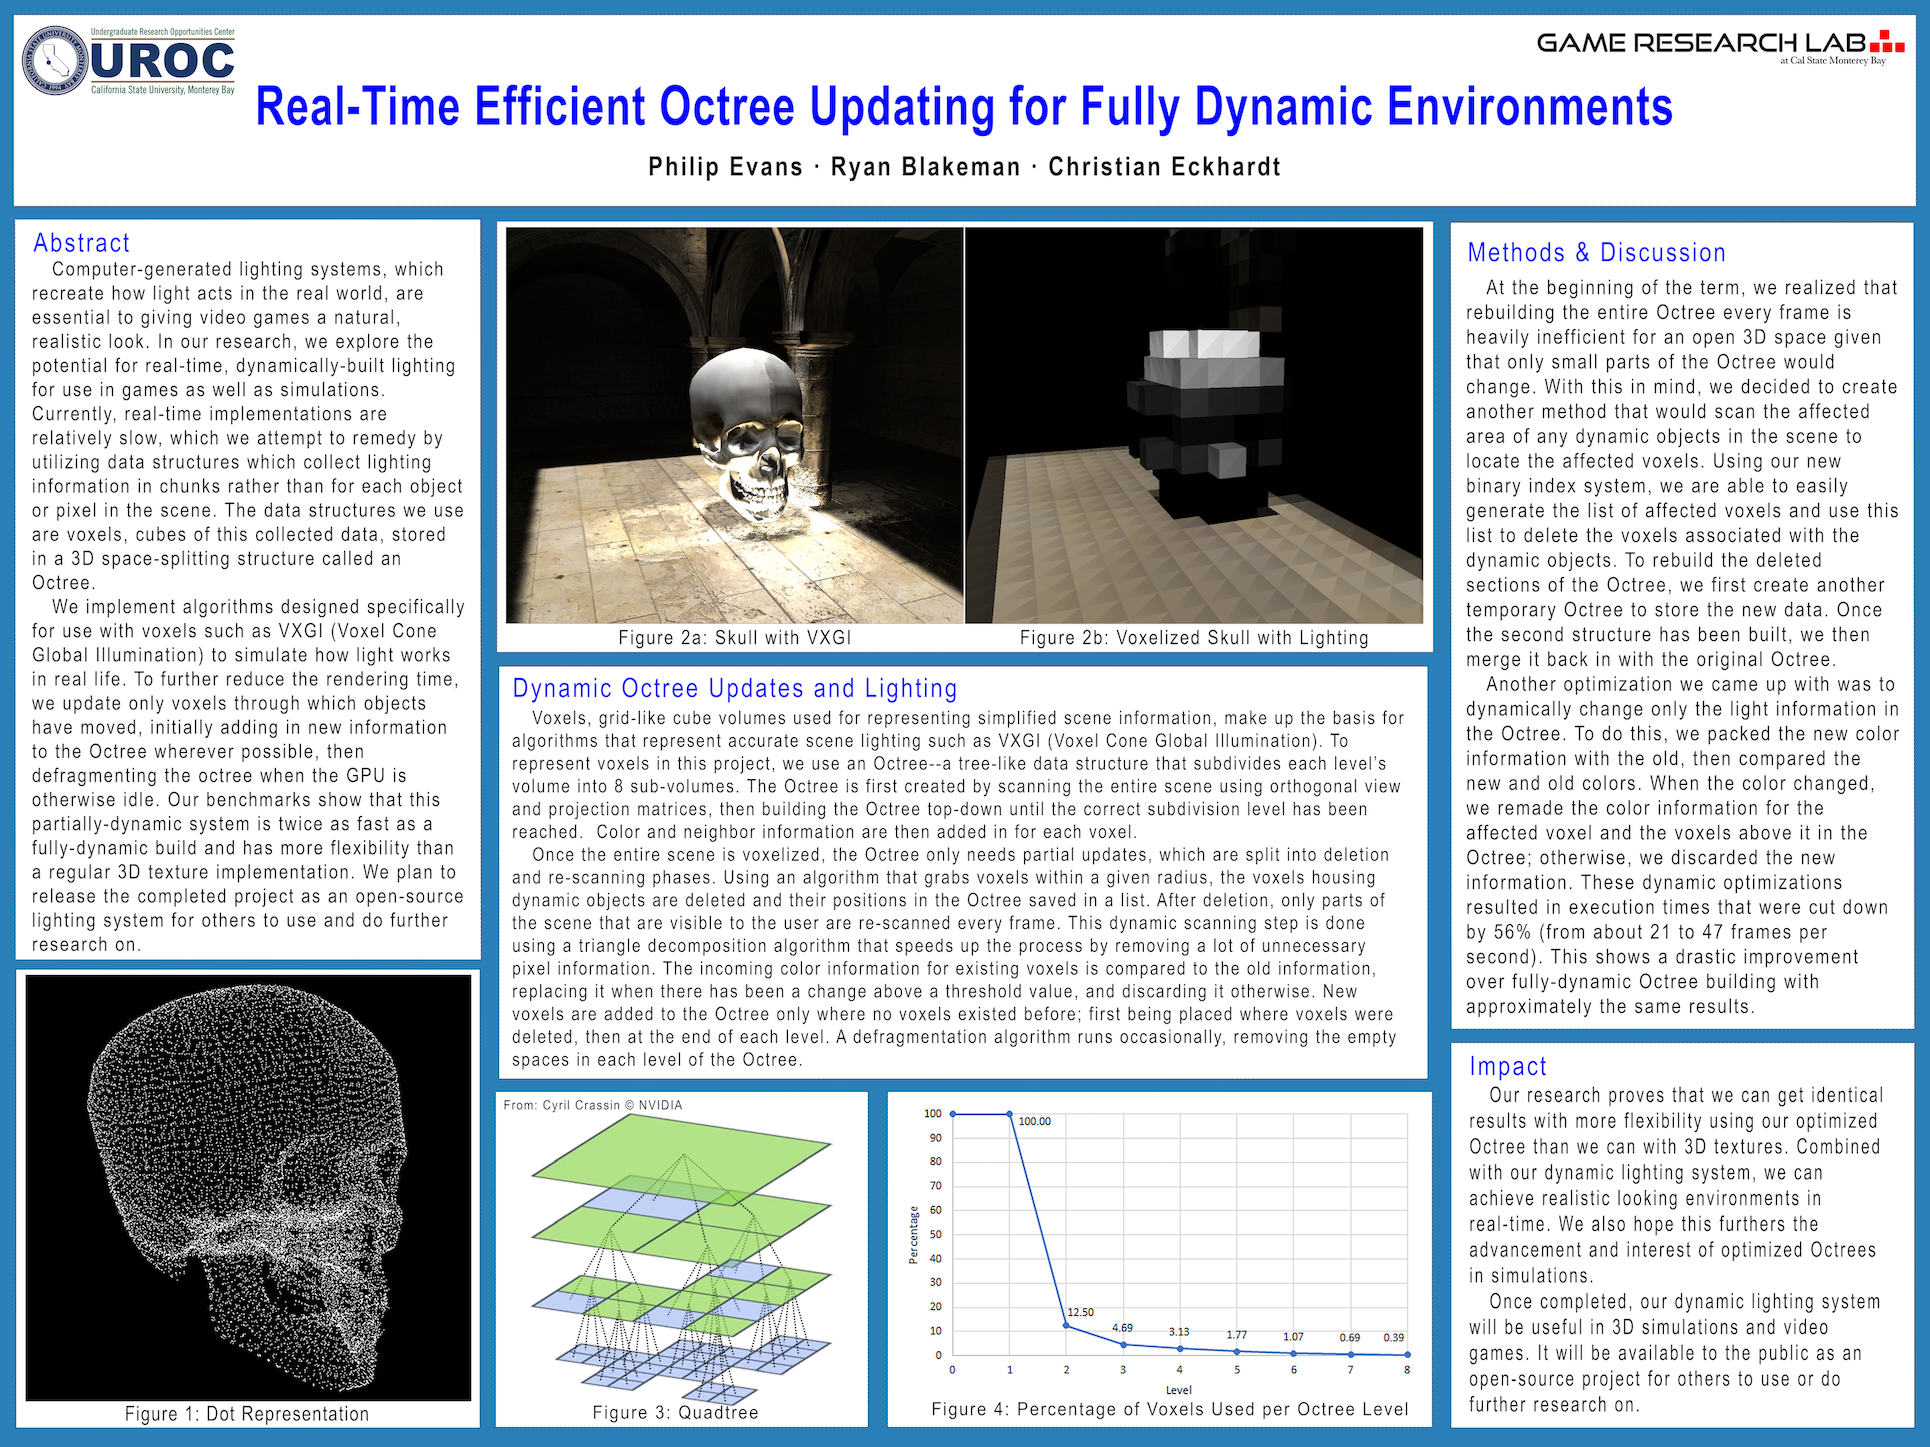 Undergraduate Research Opportunities Center
UROC
California State University, Monterey Bay
GAME RESEARCH LAB
at Cal State Monterey Bay
Real-Time Efficient Octree Updating for Fully Dynamic Environments
Philip Evans · Ryan Blakeman · Christian Eckhardt
Abstract
Computer-generated lighting systems, which
recreate how light acts in the real world, are
essential to giving video games a natural,
realistic look. In our research, we explore the
potential for real-time, dynamically-built lighting
for use in games as well as simulations.
Currently, real-time implementations are
relatively slow, which we attempt to remedy by
utilizing data structures which collect lighting
information in chunks rather than for each object
or pixel in the scene. The data structures we use
are voxels, cubes of this collected data, stored
in a 3D space-splitting structure called an
Octree.
We implement algorithms designed specifically
for use with voxels such as VXGI (Voxel Cone
Global Illumination) to simulate how light works
in real life. To further reduce the rendering time,
we update only voxels through which objects
have moved, initially adding in new information
to the Octree wherever possible, then
defragmenting the octree when the GPU is
otherwise idle. Our benchmarks show that this
partially-dynamic system is twice as fast as a
fully-dynamic build and has more flexibility than
a regular 3D texture implementation. We plan to
release the completed project as an open-source
lighting system for others to use and do further
research on.
Figure 1: Dot Representation
Figure 2a: Skull with VXGI
Figure 2b: Voxelized Skull with Lighting
Dynamic Octree Updates and Lighting
Voxels, grid-like cube volumes used for representing simplified scene information, make up the basis for
algorithms that represent accurate scene lighting such as VXGI (Voxel Cone Global Illumination). To
represent voxels in this project, we use an Octree--a tree-like data structure that subdivides each level's
volume into 8 sub-volumes. The Octree is first created by scanning the entire scene using orthogonal view
and projection matrices, then building the Octree top-down until the correct subdivision level has been
reached.  Color and neighbor information are then added in for each voxel.
Once the entire scene is voxelized, the Octree only needs partial updates, which are split into deletion
and re-scanning phases. Using an algorithm that grabs voxels within a given radius, the voxels housing
dynamic objects are deleted and their positions in the Octree saved in a list. After deletion, only parts of
the scene that are visible to the user are re-scanned every frame. This dynamic scanning step is done
using a triangle decomposition algorithm that speeds up the process by removing a lot of unnecessary
pixel information. The incoming color information for existing voxels is compared to the old information,
replacing it when there has been a change above a threshold value, and discarding it otherwise. New
voxels are added to the Octree only where no voxels existed before; first being placed where voxels were
deleted, then at the end of each level. A defragmentation algorithm runs occasionally, removing the empty
spaces in each level of the Octree.
From: Cyril Crassin © NVIDIA
Figure 3: Quadtree
100
90
80
70
60
50
40
30
20
10
0
Percentage
100.00
12.50
4.69
3.13
1.77
1.07
0.69
0.39
0 1 2 3 4 5 6 7 8
Level
Figure 4: Percentage of Voxels Used per Octree Level
Methods & Discussion
At the beginning of the term, we realized that
rebuilding the entire Octree every frame is
heavily inefficient for an open 3D space given
that only small parts of the Octree would
change. With this in mind, we decided to create
another method that would scan the affected
area of any dynamic objects in the scene to
locate the affected voxels. Using our new
binary index system, we are able to easily
generate the list of affected voxels and use this
list to delete the voxels associated with the
dynamic objects. To rebuild the deleted
sections of the Octree, we first create another
temporary Octree to store the new data. Once
the second structure has been built, we then
merge it back in with the original Octree.
Another optimization we came up with was to
dynamically change only the light information in
the Octree. To do this, we packed the new color
information with the old, then compared the
new and old colors. When the color changed,
we remade the color information for the
affected voxel and the voxels above it in the
Octree; otherwise, we discarded the new
information. These dynamic optimizations
resulted in execution times that were cut down
by 56% (from about 21 to 47 frames per
second). This shows a drastic improvement
over fully-dynamic Octree building with
approximately the same results.
Impact
Our research proves that we can get identical
results with more flexibility using our optimized
Octree than we can with 3D textures. Combined
with our dynamic lighting system, we can
achieve realistic looking environments in
real-time. We also hope this furthers the
advancement and interest of optimized Octrees
in simulations.
Once completed, our dynamic lighting system
will be useful in 3D simulations and video
games. It will be available to the public as an
open-source project for others to use or do
further research on.